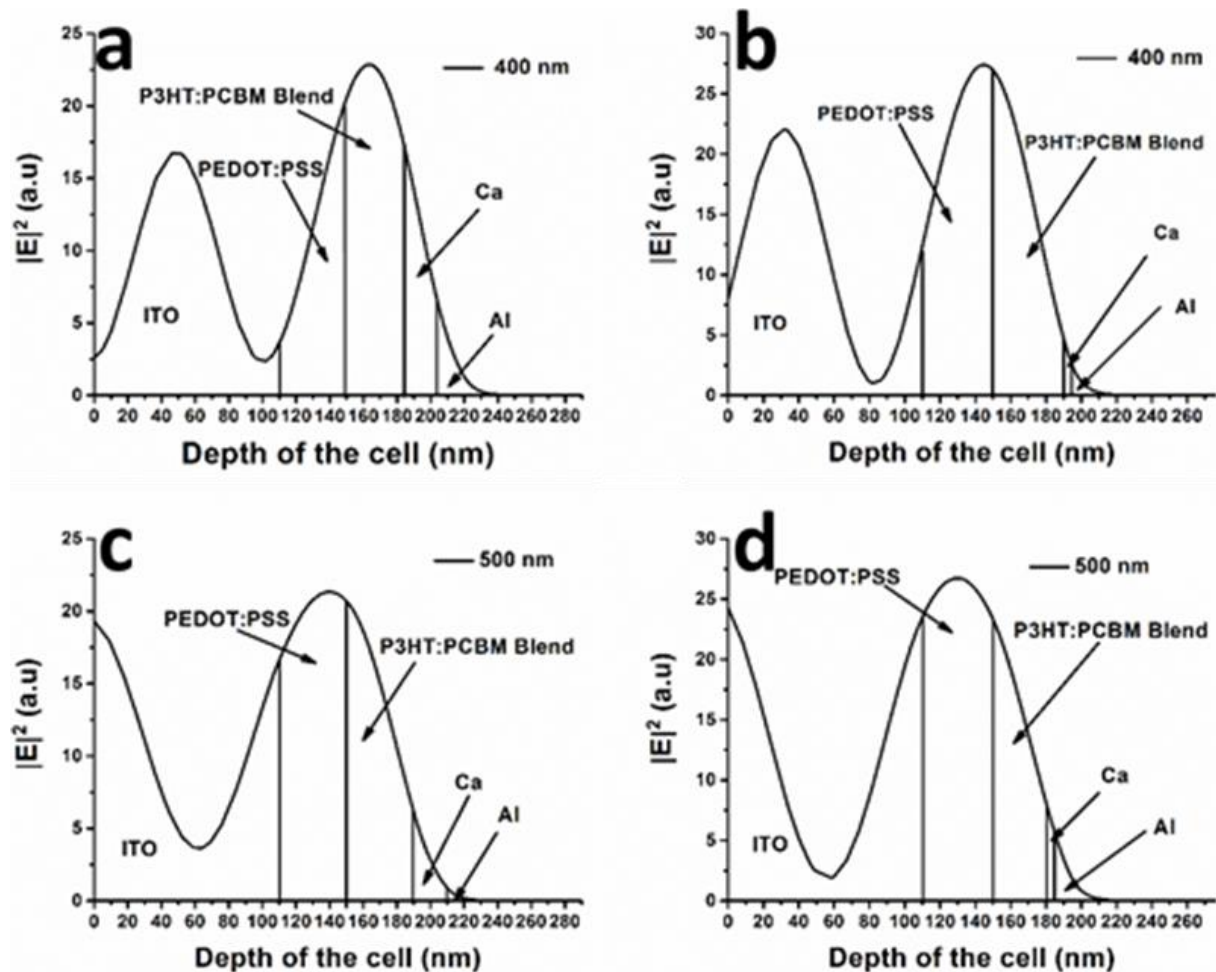 a
25
20
15
10
5
0
|E|² (a.u)
400 nm
P3HT:PCBM Blend
PEDOT:PSS
Ca
ITO
Al
0 20 40 60 80 100 120 140 160 180 200 220 240 260 280
Depth of the cell (nm)
b
30
25
20
15
10
5
0
|E|² (a.u)
400 nm
PEDOT:PSS
P3HT:PCBM Blend
Ca
ITO
Al
0 20 40 60 80 100 120 140 160 180 200 220 240 260
Depth of the cell (nm)
c
25
20
15
10
5
0
|E|² (a.u)
500 nm
PEDOT:PSS
P3HT:PCBM Blend
Ca
Al
ITO
0 20 40 60 80 100 120 140 160 180 200 220 240 260 280
Depth of the cell (nm)
d
30
25
20
15
10
5
0
|E|² (a.u)
500 nm
PEDOT:PSS
P3HT:PCBM Blend
Ca
Al
ITO
0 20 40 60 80 100 120 140 160 180 200 220 240 260
Depth of the cell (nm)